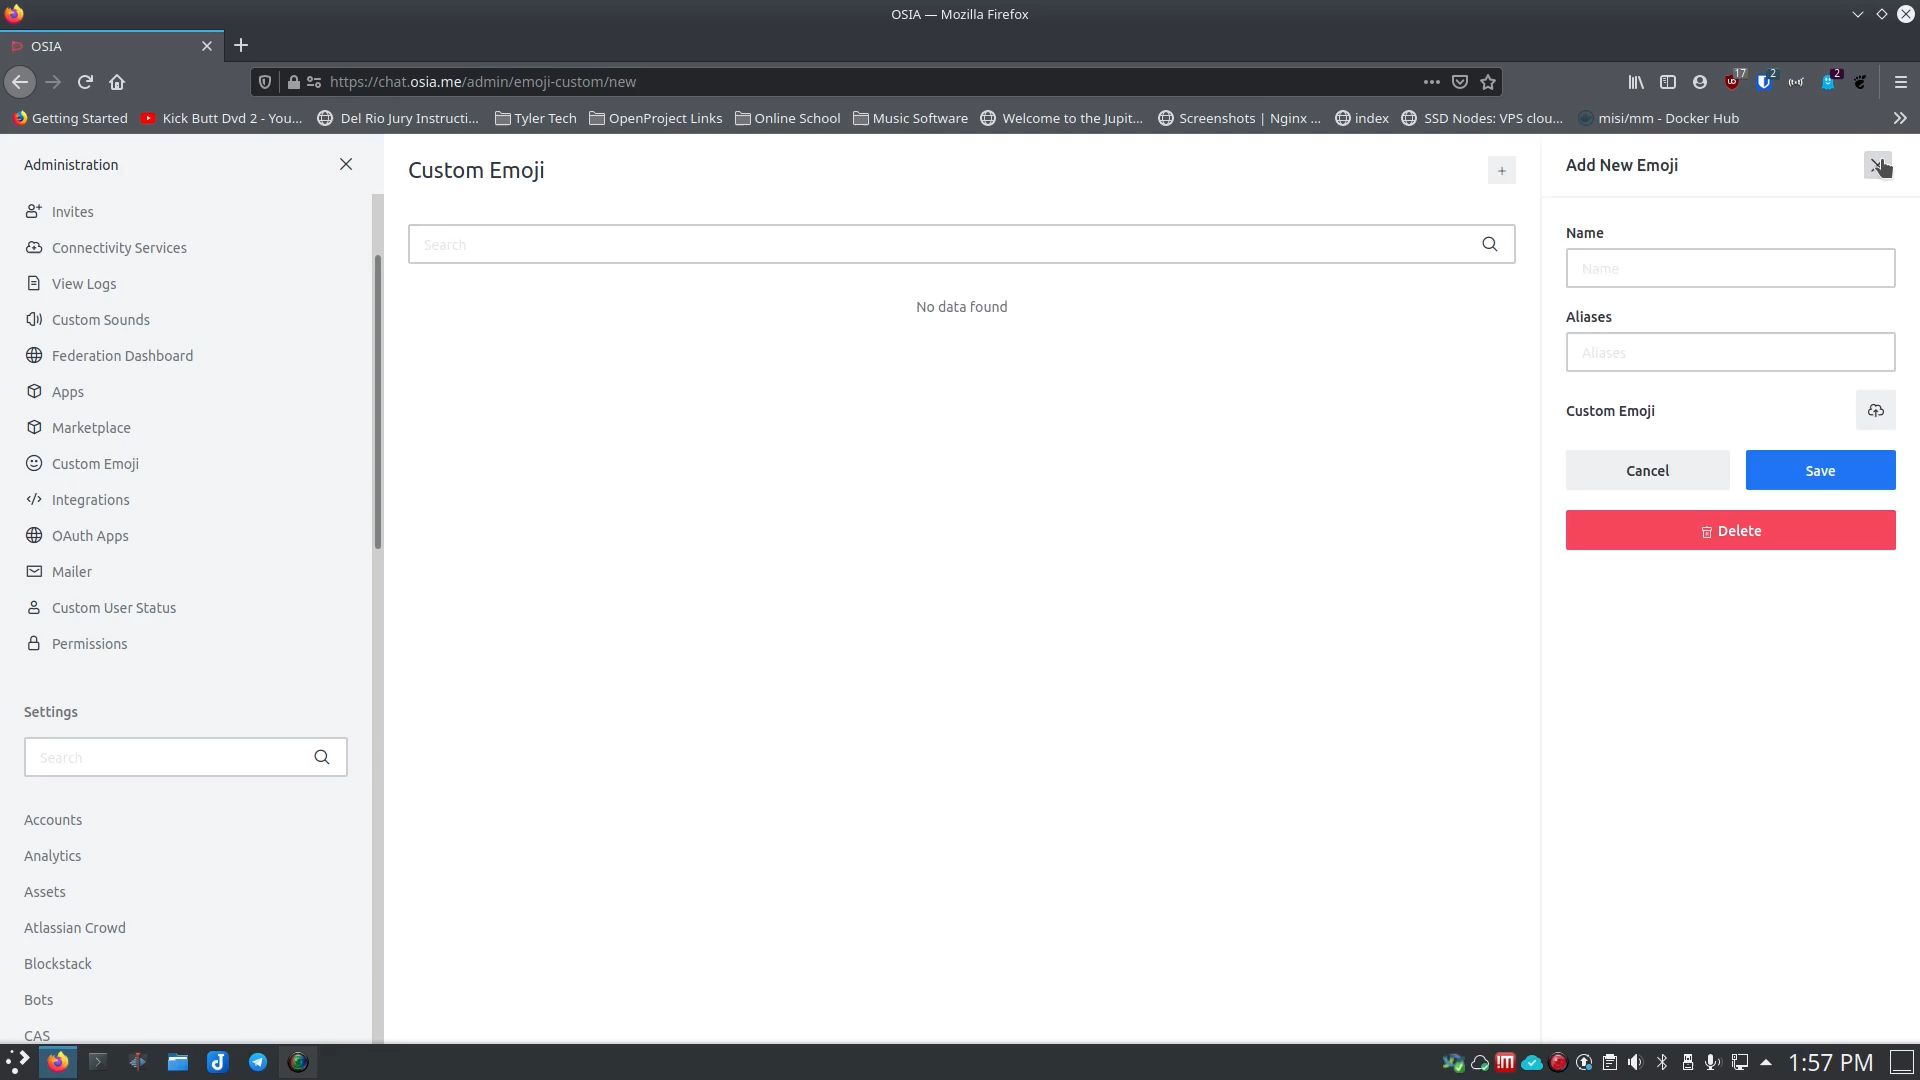 OSIA — Mozilla Firefox
OSIA
https://chat.osia.me/admin/emoji-custom/new
17
2
2
Getting Started
Kick Butt Dvd 2 - You...
Del Rio Jury Instructi...
Tyler Tech
OpenProject Links
Online School
Music Software
Welcome to the Jupit...
Screenshots | Nginx ...
index
SSD Nodes: VPS clou...
misi/mm - Docker Hub
Administration
Invites
Connectivity Services
View Logs
Custom Sounds
Federation Dashboard
Apps
Marketplace
Custom Emoji
Integrations
OAuth Apps
Mailer
Custom User Status
Permissions
Settings
Search
Accounts
Analytics
Assets
Atlassian Crowd
Blockstack
Bots
CAS
Custom Emoji
+
Search
No data found
Add New Emoji
Name
Name
Aliases
Aliases
Custom Emoji
Cancel
Save
Delete
1:57 PM